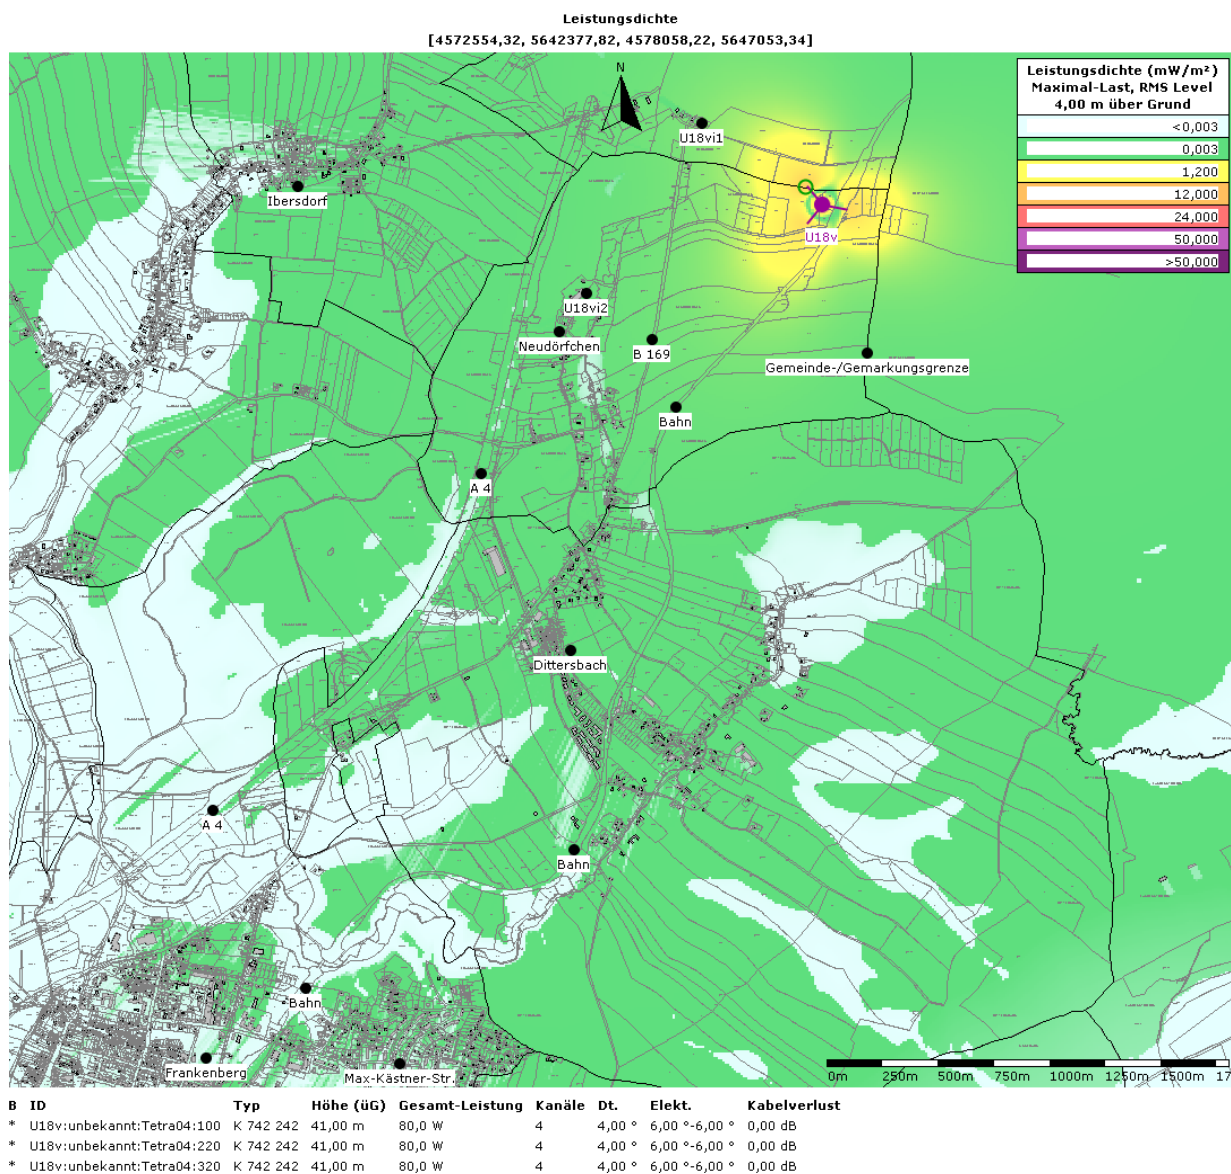 Leistungsdichte
[4572554,32, 5642377,82, 4578058,22, 5647053,34]
N
Leistungsdichte (mW/m²)
Maximal-Last, RMS Level
4,00 m über Grund
<0,003
0,003
1,200
12,000
24,000
50,000
>50,000
U18vi1
Ibersdorf
U18v
U18vi2
Neudörfchen
B 169
Gemeinde-/Gemarkungsgrenze
Bahn
A 4
Dittersbach
A 4
Bahn
Bahn
Frankenberg
Max-Kästner-Str.
0m 250m 500m 750m 1000m 1250m 1500m 17
B ID Typ Höhe (üG) Gesamt-Leistung Kanäle Dt. Elekt. Kabelverlust
* U18v:unbekannt:Tetra04:100 K 742 242 41,00 m 80,0 W 4 4,00 ° 6,00 °-6,00 ° 0,00 dB
* U18v:unbekannt:Tetra04:220 K 742 242 41,00 m 80,0 W 4 4,00 ° 6,00 °-6,00 ° 0,00 dB
* U18v:unbekannt:Tetra04:320 K 742 242 41,00 m 80,0 W 4 4,00 ° 6,00 °-6,00 ° 0,00 dB